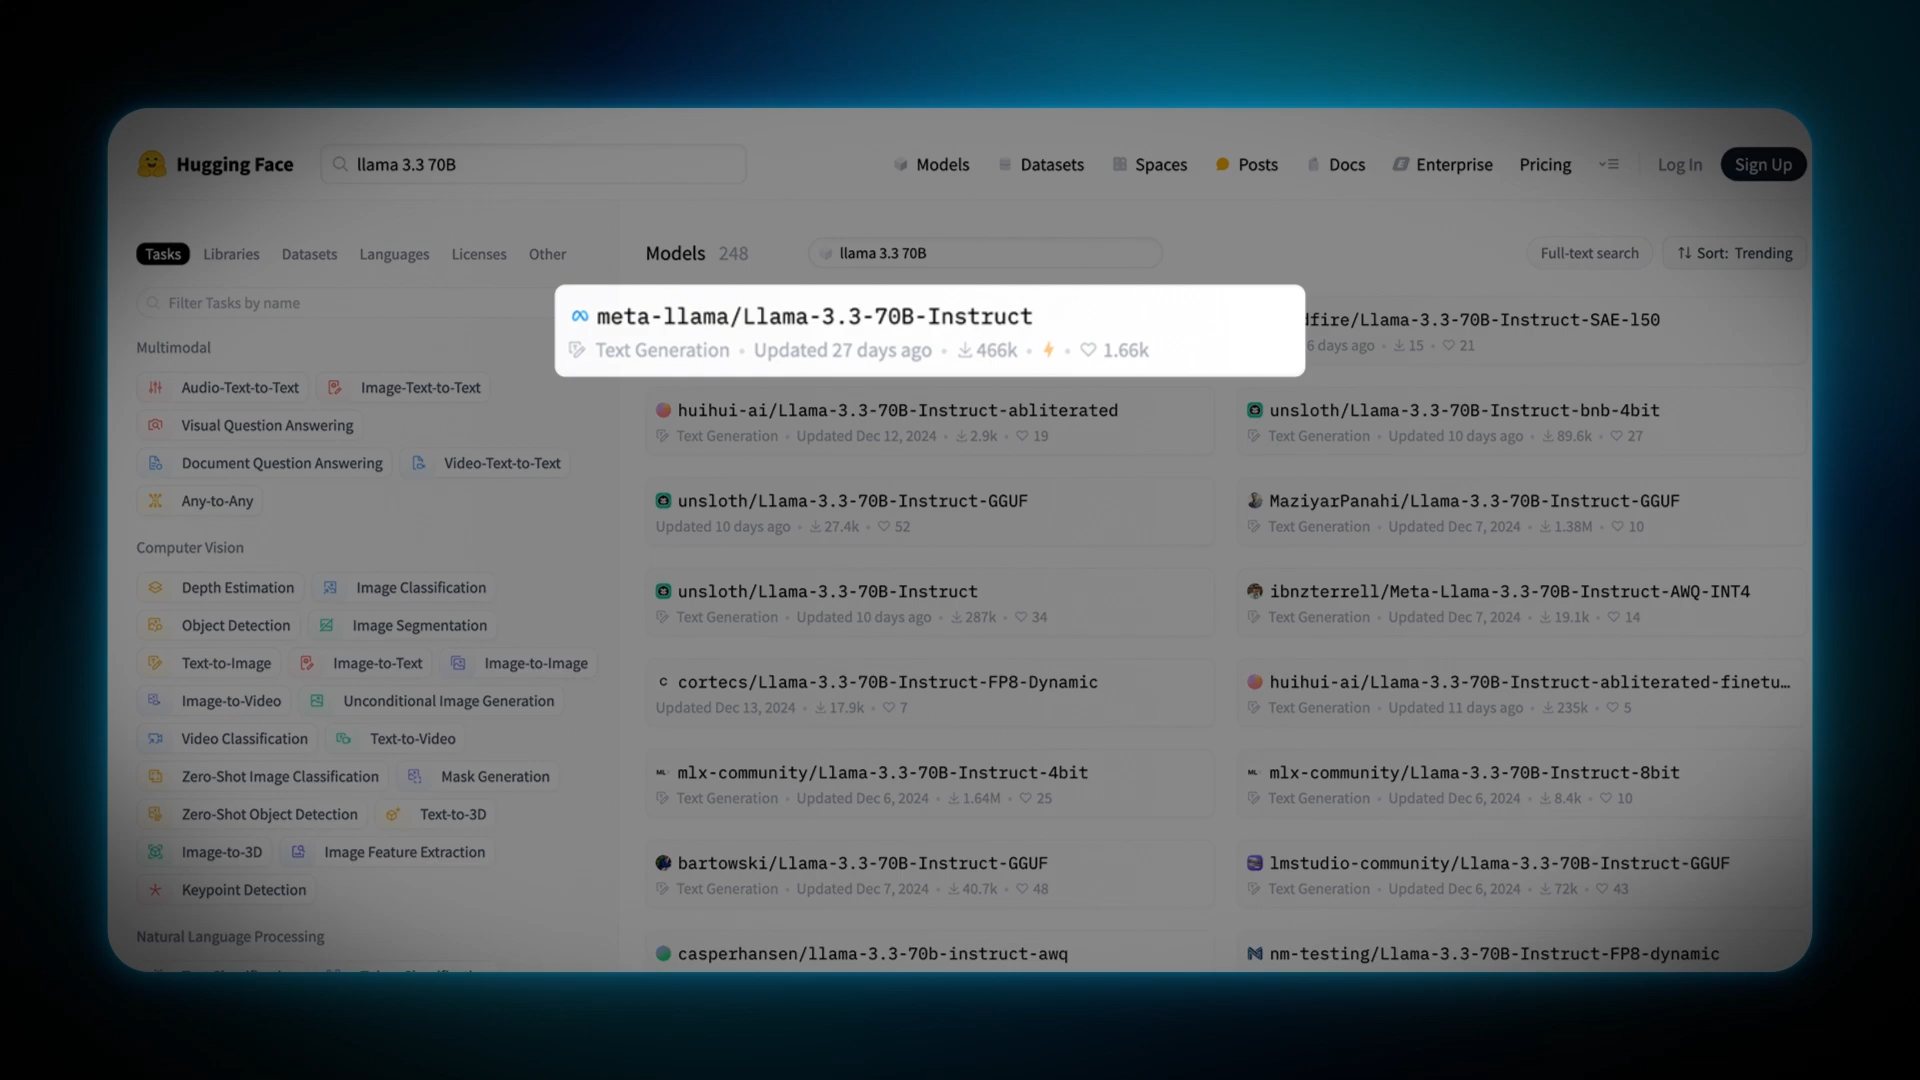 Hugging Face
llama 3.3 70B
Models
Datasets
Spaces
Posts
Docs
Enterprise
Pricing
Log In
Sign Up
Tasks
Libraries
Datasets
Languages
Licenses
Other
Filter Tasks by name
Multimodal
Audio-Text-to-Text
Image-Text-to-Text
Visual Question Answering
Document Question Answering
Video-Text-to-Text
Any-to-Any
Computer Vision
Depth Estimation
Image Classification
Object Detection
Image Segmentation
Text-to-Image
Image-to-Text
Image-to-Image
Image-to-Video
Unconditional Image Generation
Video Classification
Text-to-Video
Zero-Shot Image Classification
Mask Generation
Zero-Shot Object Detection
Text-to-3D
Image-to-3D
Image Feature Extraction
Keypoint Detection
Natural Language Processing
Models 248
llama 3.3 70B
Full-text search
Sort: Trending
meta-llama/Llama-3.3-70B-Instruct
Text Generation • Updated 27 days ago • 466k • • 1.66k
fire/Llama-3.3-70B-Instruct-SAE-l50
6 days ago • 15 • 21
huihui-ai/Llama-3.3-70B-Instruct-abliterated
Text Generation • Updated Dec 12, 2024 • 2.9k • 19
unsloth/Llama-3.3-70B-Instruct-bnb-4bit
Text Generation • Updated 10 days ago • 89.6k • 27
unsloth/Llama-3.3-70B-Instruct-GGUF
Updated 10 days ago • 27.4k • 52
MaziyarPanahi/Llama-3.3-70B-Instruct-GGUF
Text Generation • Updated Dec 7, 2024 • 1.38M • 10
unsloth/Llama-3.3-70B-Instruct
Text Generation • Updated 10 days ago • 287k • 34
ibnzterrell/Meta-Llama-3.3-70B-Instruct-AWQ-INT4
Text Generation • Updated Dec 7, 2024 • 19.1k • 14
C cortecs/Llama-3.3-70B-Instruct-FP8-Dynamic
Updated Dec 13, 2024 • 17.9k • 7
huihui-ai/Llama-3.3-70B-Instruct-abliterated-finetu…
Text Generation • Updated 11 days ago • 235k • 5
ML mlx-community/Llama-3.3-70B-Instruct-4bit
Text Generation • Updated Dec 6, 2024 • 1.64M • 25
ML mlx-community/Llama-3.3-70B-Instruct-8bit
Text Generation • Updated Dec 6, 2024 • 8.4k • 10
bartowski/Llama-3.3-70B-Instruct-GGUF
Text Generation • Updated Dec 7, 2024 • 40.7k • 48
lmstudio-community/Llama-3.3-70B-Instruct-GGUF
Text Generation • Updated Dec 6, 2024 • 72k • 43
casperhansen/llama-3.3-70b-instruct-awq
nm-testing/Llama-3.3-70B-Instruct-FP8-dynamic